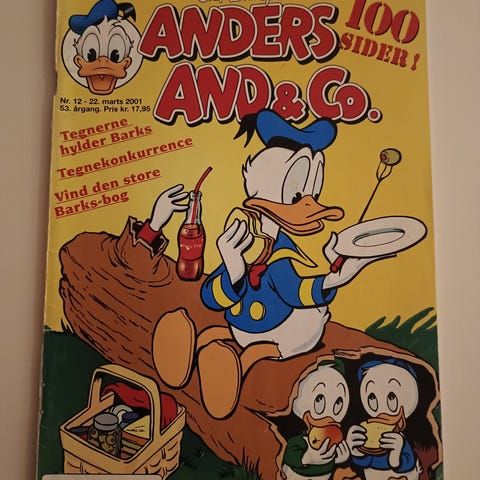 ANDERS
AND & Co.
100
SIDER!
Nr. 12 - 22. marts 2001
53. årgang. Pris kr. 17,95
Tegnerne
hylder Barks
Tegnekonkurrence
Vind den store
Barks-bog